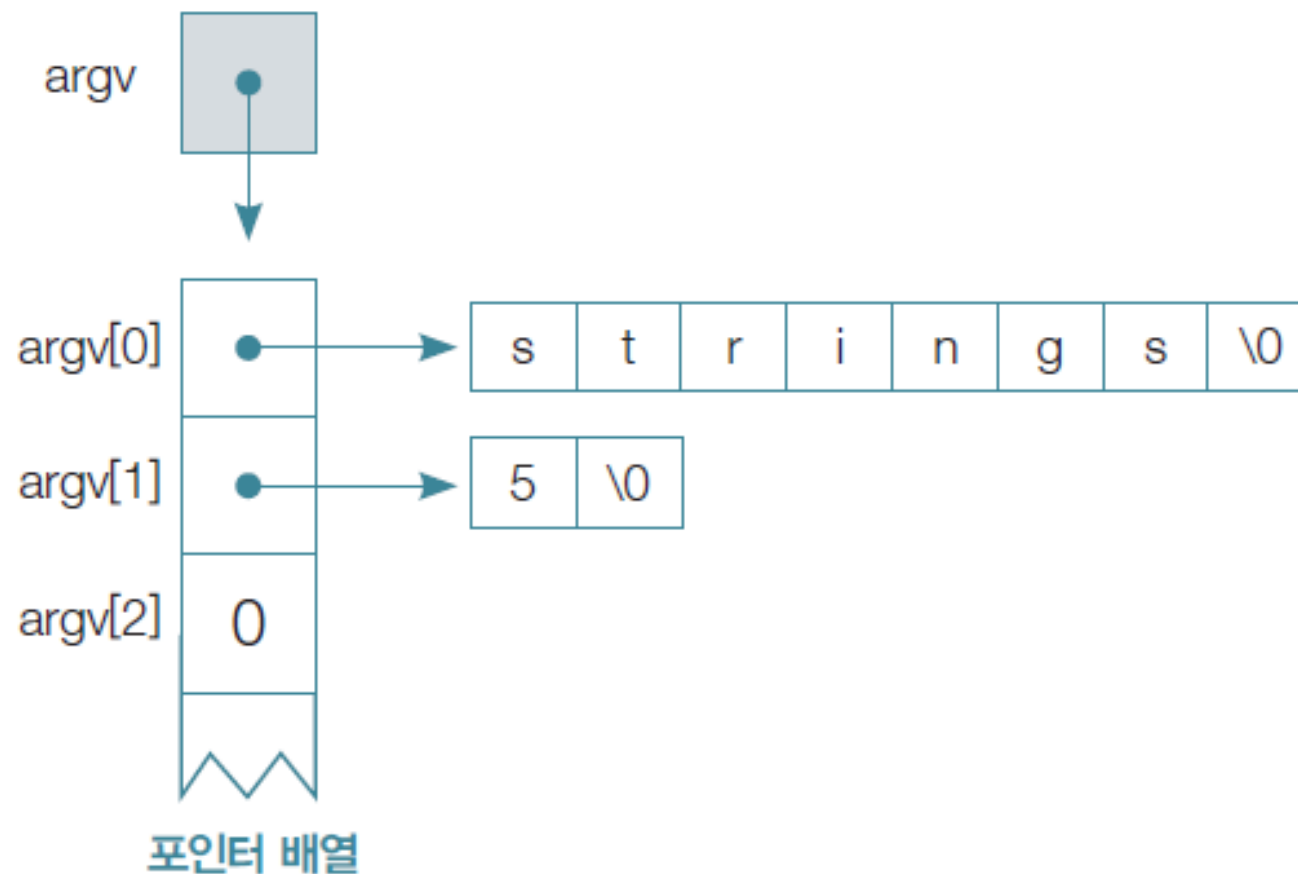 argv
argv[0] s t r i n g s \0
argv[1] 5 \0
argv[2] 0
포인터 배열